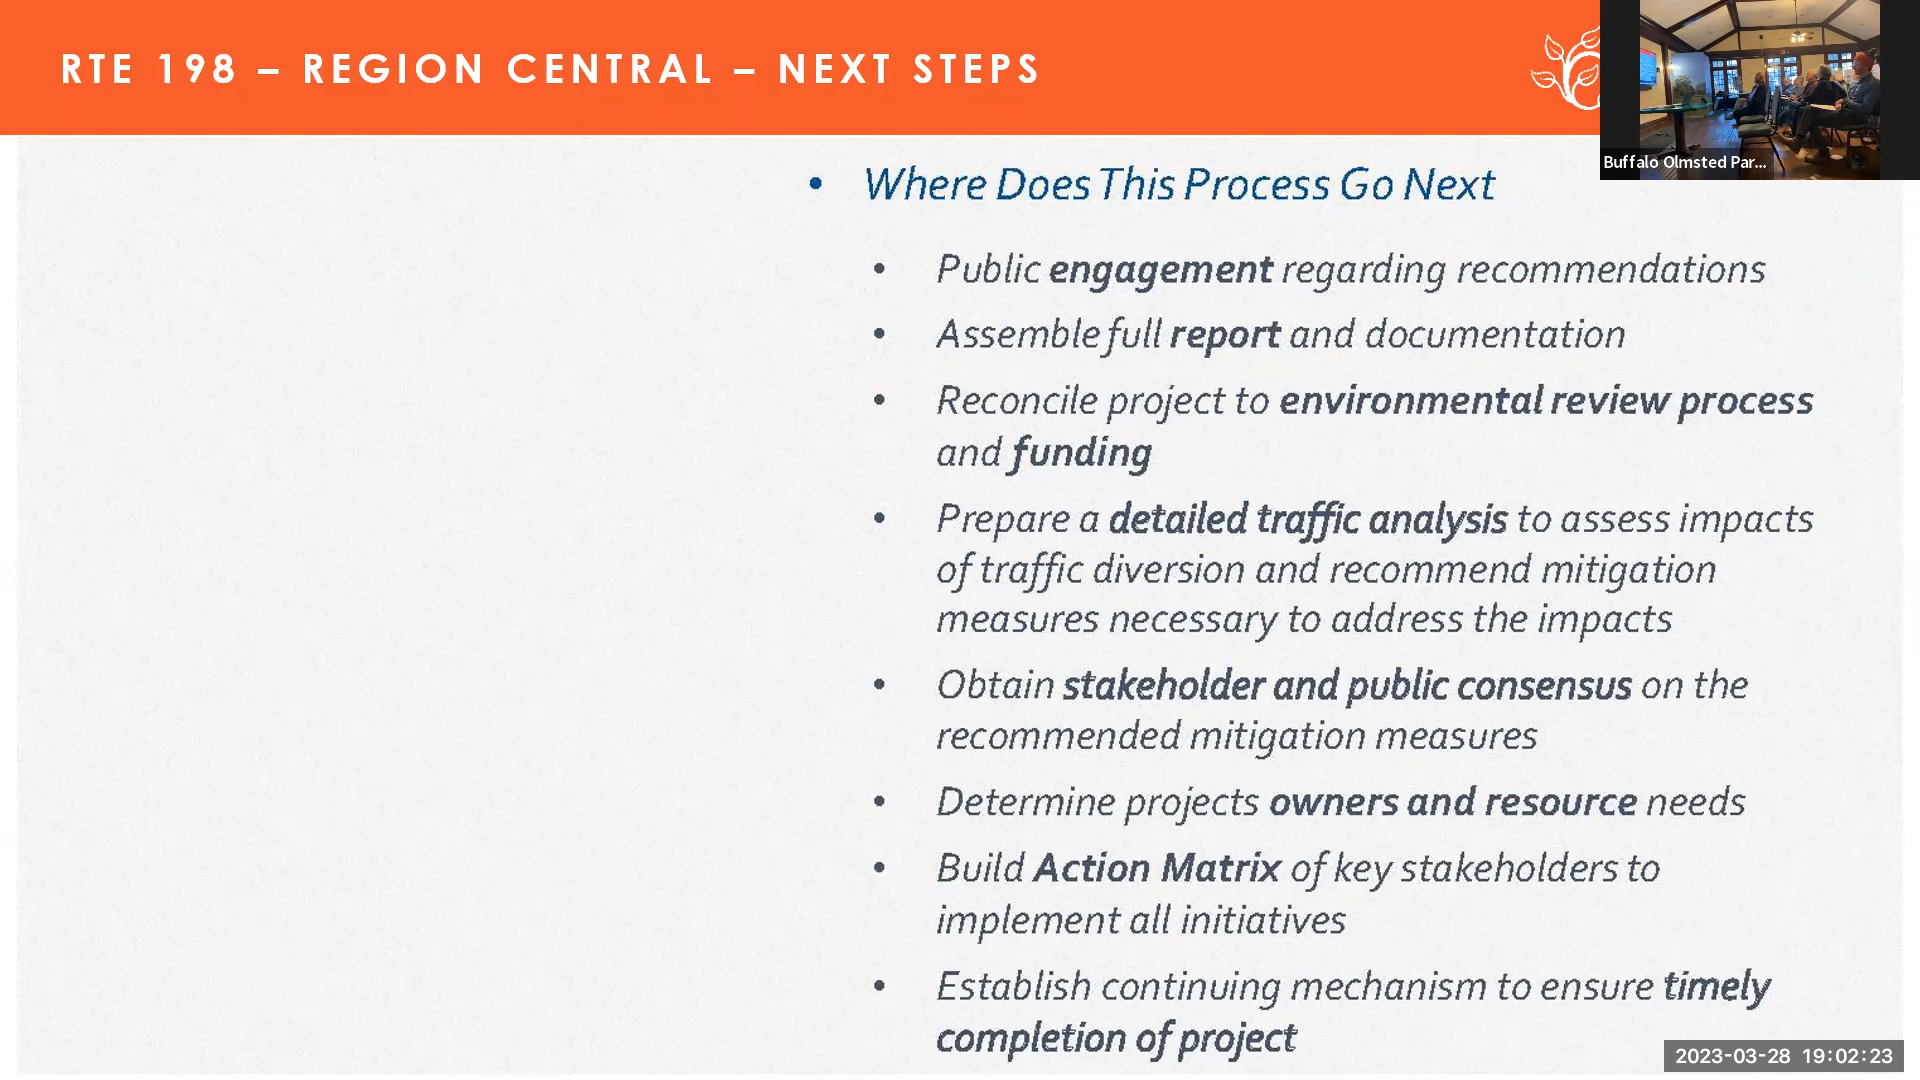 RTE 198 – REGION CENTRAL – NEXT STEPS
Buffalo Olmsted Par...
• Where Does This Process Go Next
• Public engagement regarding recommendations
• Assemble full report and documentation
• Reconcile project to environmental review process
and funding
• Prepare a detailed traffic analysis to assess impacts
of traffic diversion and recommend mitigation
measures necessary to address the impacts
• Obtain stakeholder and public consensus on the
recommended mitigation measures
• Determine projects owners and resource needs
• Build Action Matrix of key stakeholders to
implement all initiatives
• Establish continuing mechanism to ensure timely
completion of project
2023-03-28 19:02:23